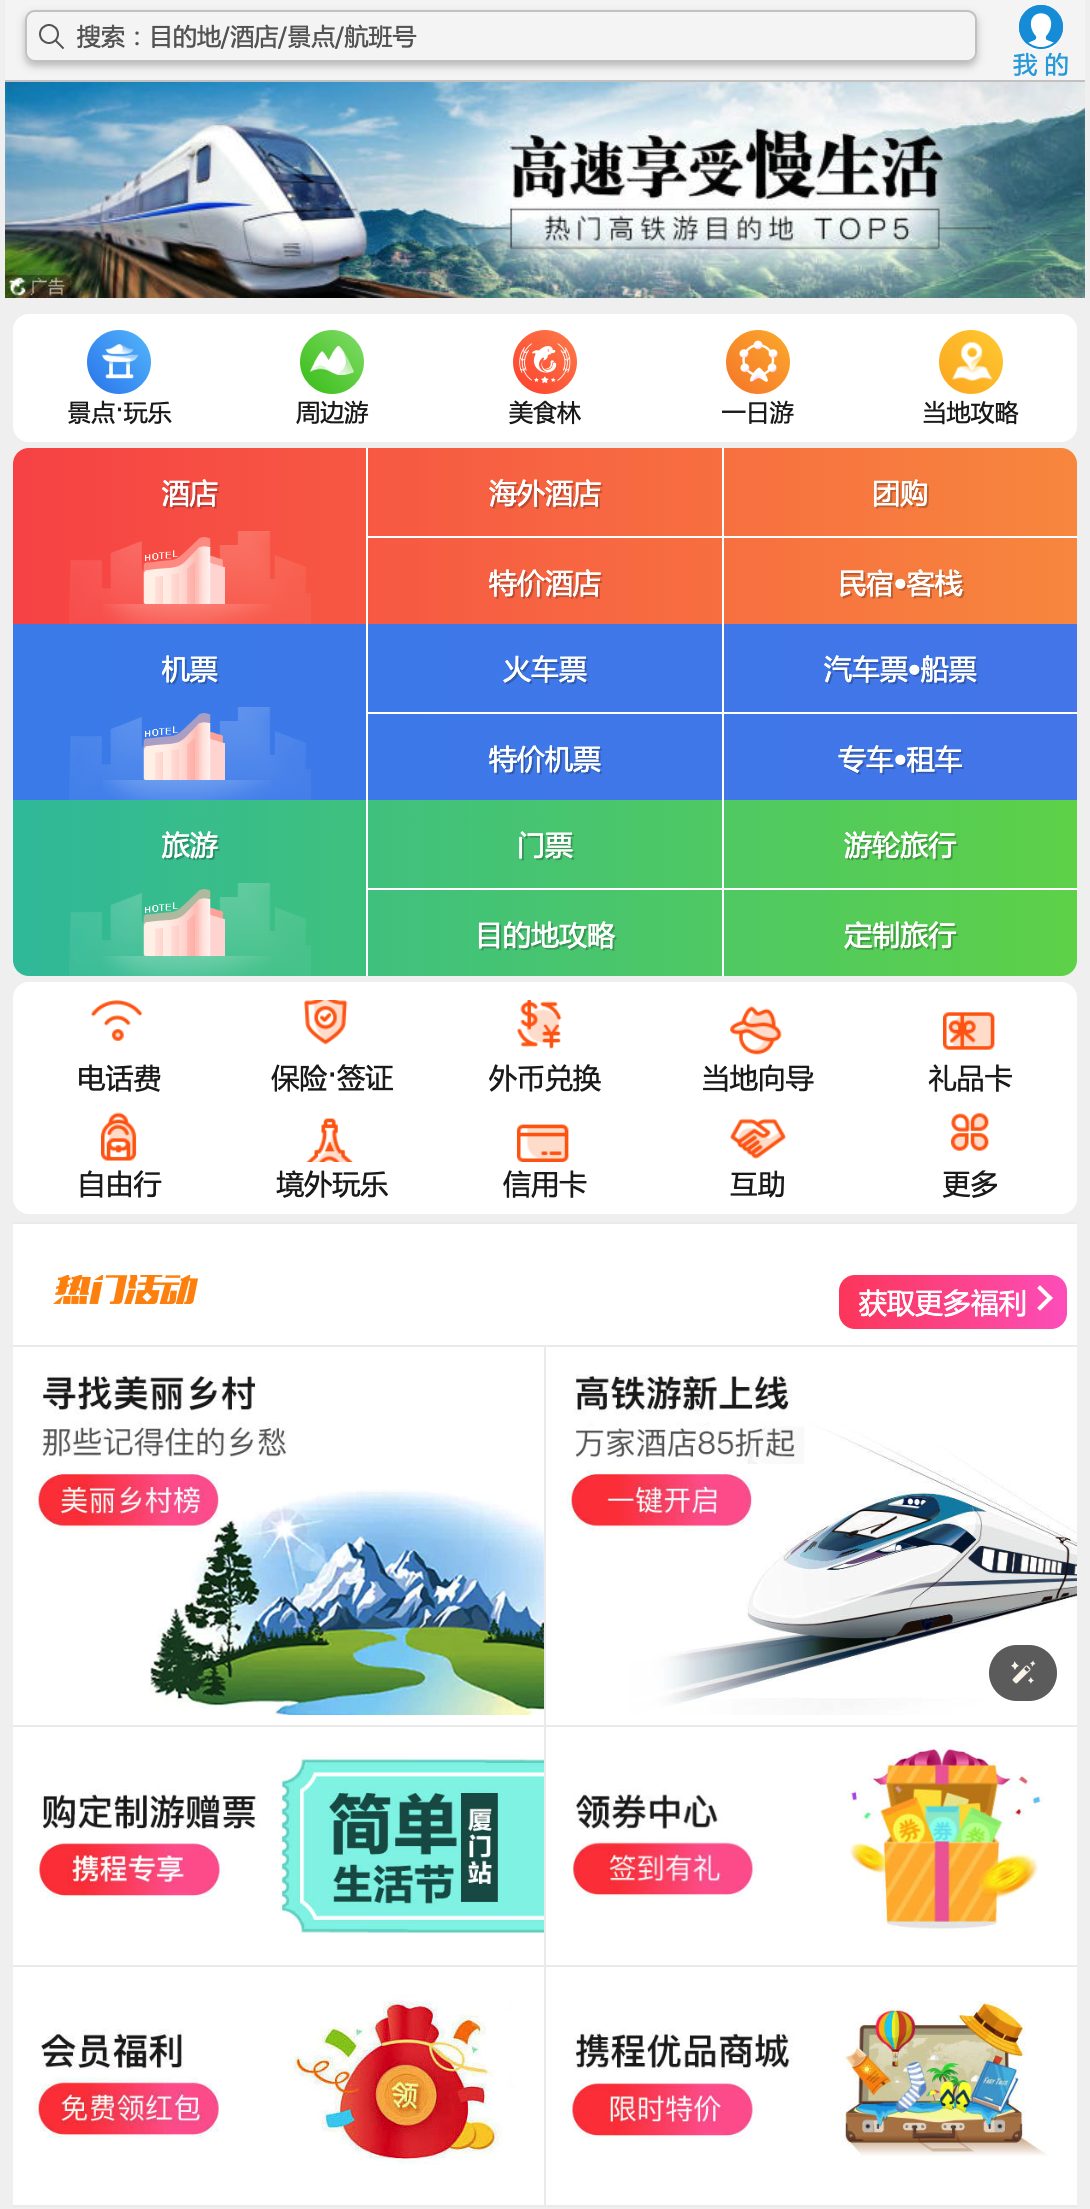 搜索：目的地/酒店/景点/航班号
我 的
高速享受慢生活
热门高铁游目的地 TOP5
广告
景点·玩乐
周边游
美食林
一日游
当地攻略
酒店
海外酒店
团购
HOTEL
特价酒店
民宿•客栈
机票
火车票
汽车票•船票
HOTEL
特价机票
专车•租车
旅游
门票
游轮旅行
HOTEL
目的地攻略
定制旅行
电话费
保险·签证
外币兑换
当地向导
礼品卡
自由行
境外玩乐
信用卡
互助
更多
热门活动
获取更多福利
寻找美丽乡村
那些记得住的乡愁
美丽乡村榜
高铁游新上线
万家酒店85折起
一键开启
购定制游赠票
携程专享
简单
生活节
厦门站
领券中心
签到有礼
券
券
券
会员福利
免费领红包
领
携程优品商城
限时特价